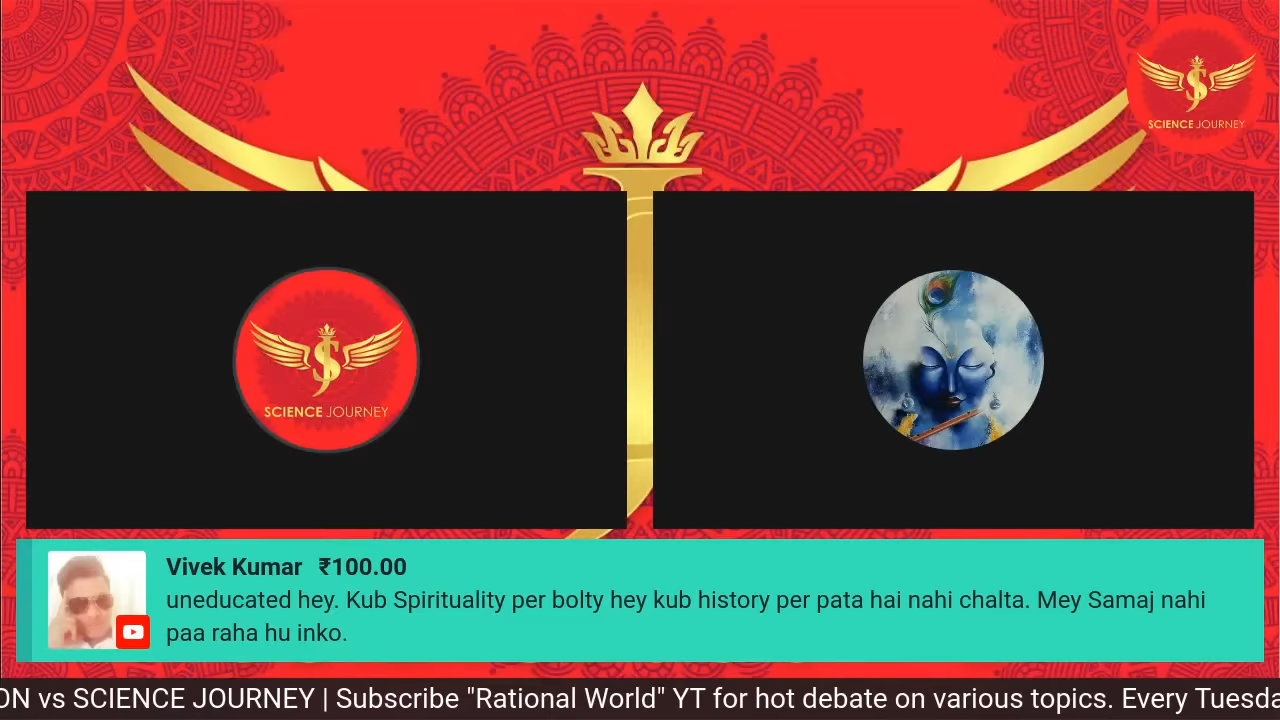 SCIENCE JOURNEY
SCIENCE JOURNEY
Vivek Kumar ₹100.00
uneducated hey. Kub Spirituality per bolty hey kub history per pata hai nahi chalta. Mey Samaj nahi
paa raha hu inko.
ON vs SCIENCE JOURNEY | Subscribe "Rational World" YT for hot debate on various topics. Every Tuesda